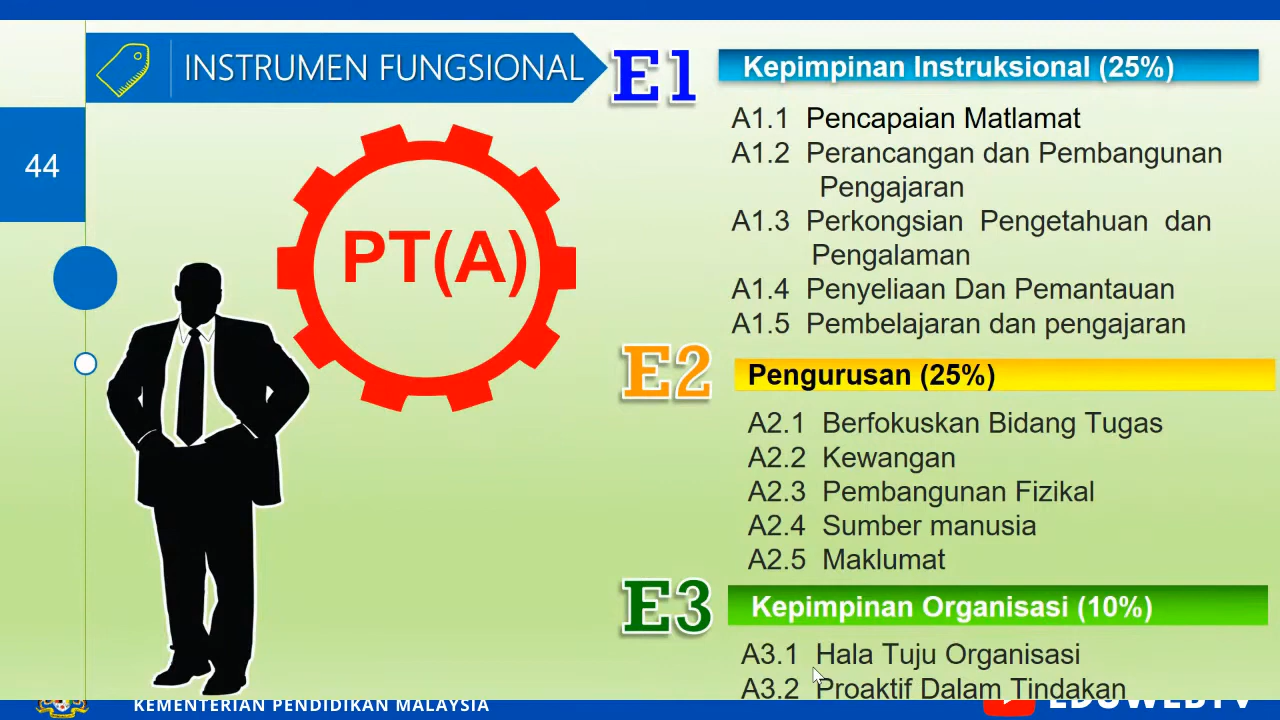 INSTRUMEN FUNGSIONAL
44
PT(A)
E1
Kepimpinan Instruksional (25%)
A1.1 Pencapaian Matlamat
A1.2 Perancangan dan Pembangunan
Pengajaran
A1.3 Perkongsian Pengetahuan dan
Pengalaman
A1.4 Penyeliaan Dan Pemantauan
A1.5 Pembelajaran dan pengajaran
E2
Pengurusan (25%)
A2.1 Berfokuskan Bidang Tugas
A2.2 Kewangan
A2.3 Pembangunan Fizikal
A2.4 Sumber manusia
A2.5 Maklumat
E3
Kepimpinan Organisasi (10%)
A3.1 Hala Tuju Organisasi
A3.2 Proaktif Dalam Tindakan
KEMENTERIAN PENDIDIKAN MALAYSIA
EDUWEBTV